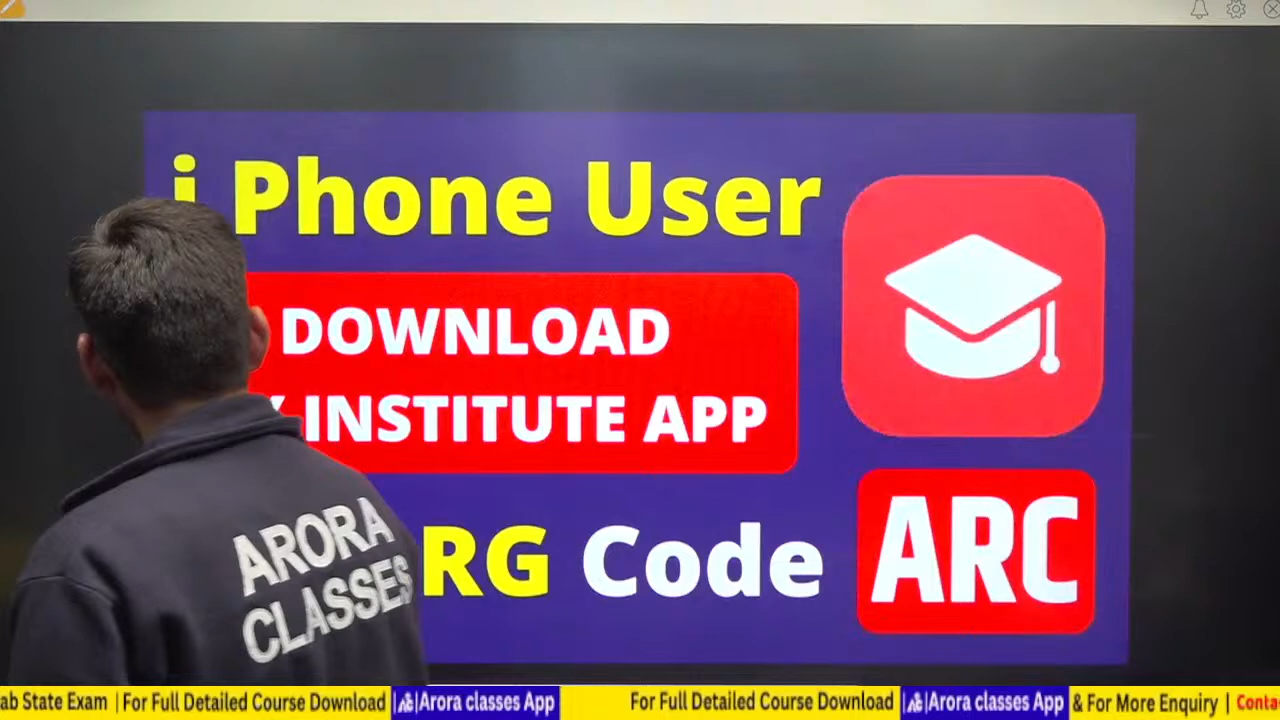 i Phone User
DOWNLOAD
INSTITUTE APP
RG Code
ARC
ARORA
CLASSES
ab State Exam | For Full Detailed Course Download |Arora classes App For Full Detailed Course Download |Arora classes App & For More Enquiry | Conta